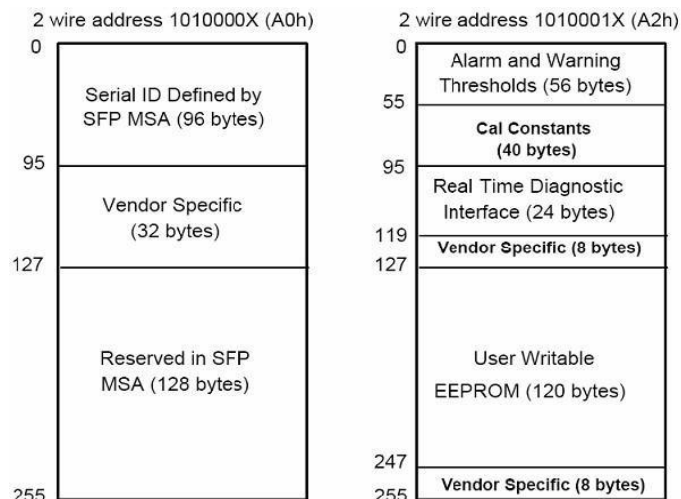 2 wire address 1010000X (A0h)
0
Serial ID Defined by
SFP MSA (96 bytes)
95
Vendor Specific
(32 bytes)
127
Reserved in SFP
MSA (128 bytes)
255
2 wire address 1010001X (A2h)
0
Alarm and Warning
Thresholds (56 bytes)
55
Cal Constants
(40 bytes)
95
Real Time Diagnostic
Interface (24 bytes)
119
Vendor Specific (8 bytes)
127
User Writable
EEPROM (120 bytes)
247
Vendor Specific (8 bytes)
255